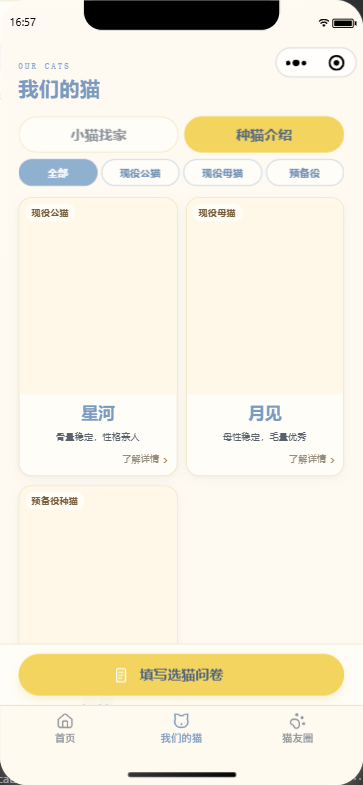 16:57
OUR CATS
我们的猫
小猫找家
种猫介绍
全部
现役公猫
现役母猫
预备役
现役公猫
现役母猫
星河
月见
骨量稳定，性格亲人
母性稳定，毛量优秀
了解详情 ›
了解详情 ›
预备役种猫
填写选猫问卷
首页
我们的猫
猫友圈